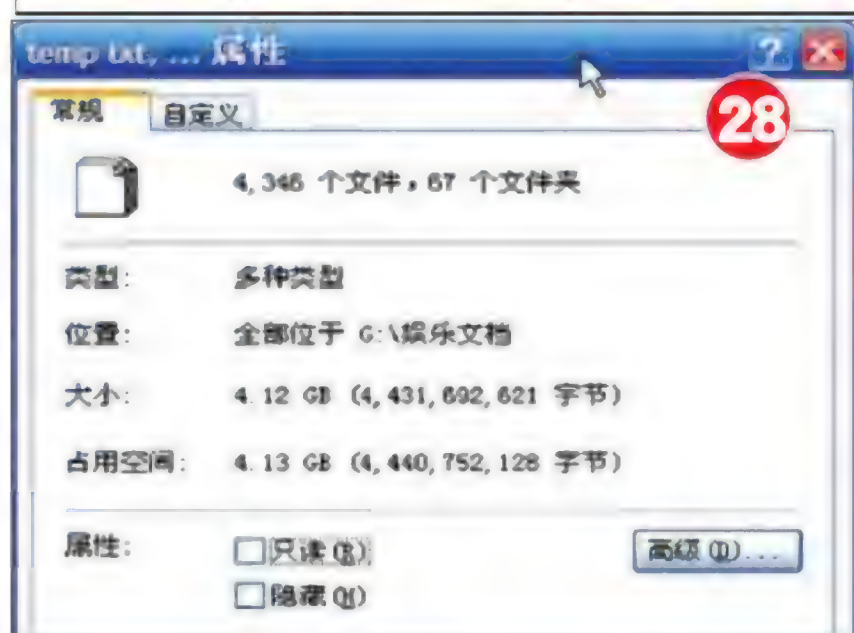 temp txt, ... 属性
28
常规 自定义
4,346 个文件，67 个文件夹
类型: 多种类型
位置: 全部位于 G:\娱乐文档
大小: 4.12 GB (4,431,692,621 字节)
占用空间: 4.13 GB (4,440,752,128 字节)
属性: 只读(R) 高级(D)...
隐藏(H)